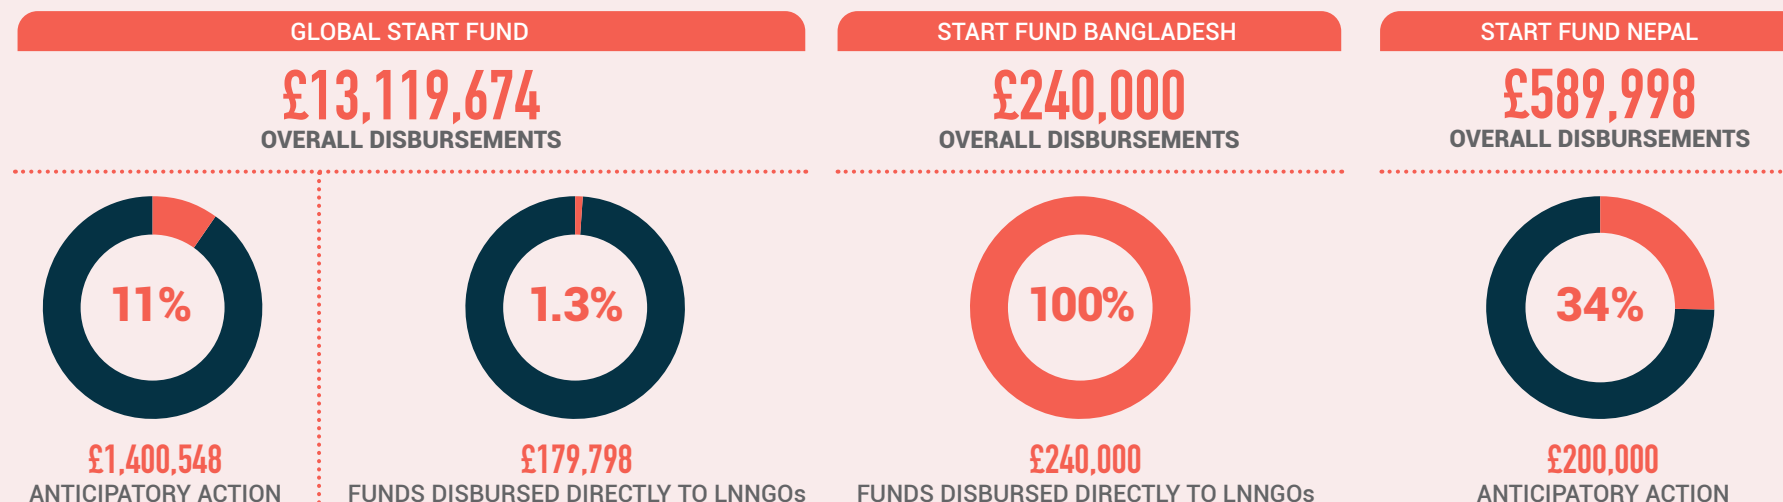 GLOBAL START FUND
£13,119,674
OVERALL DISBURSEMENTS
11%
£1,400,548
ANTICIPATORY ACTION
1.3%
£179,798
FUNDS DISBURSED DIRECTLY TO LNNGOs
START FUND BANGLADESH
£240,000
OVERALL DISBURSEMENTS
100%
£240,000
FUNDS DISBURSED DIRECTLY TO LNNGOs
START FUND NEPAL
£589,998
OVERALL DISBURSEMENTS
34%
£200,000
ANTICIPATORY ACTION